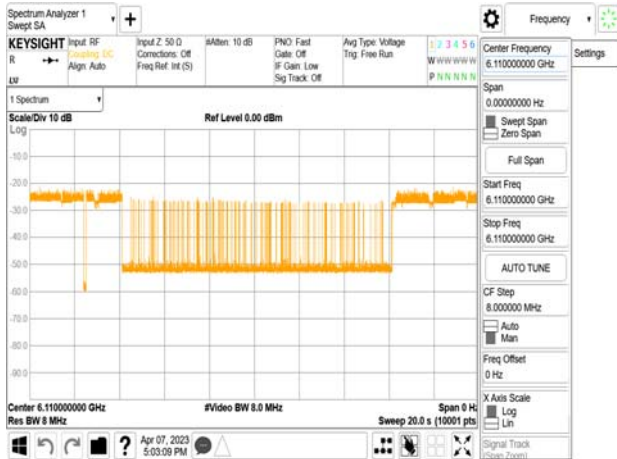 Spectrum Analyzer 1
Swept SA
+
Frequency
KEYSIGHT
Input: RF
Coupling: DC
Align: Auto
Input Z: 50 Ω
Corrections: Off
Freq Ref: Int (S)
#Atten: 10 dB
PNO: Fast
Gate: Off
IF Gain: Low
Sig Track: Off
Avg Type: Voltage
Trig: Free Run
1 2 3 4 5 6
W W W W W W
P N N N N N
R
LXI
Settings
Center Frequency
6.110000000 GHz
Span
0.00000000 Hz
Swept Span
Zero Span
Full Span
Start Freq
6.110000000 GHz
Stop Freq
6.110000000 GHz
AUTO TUNE
CF Step
8.000000 MHz
Auto
Man
Freq Offset
0 Hz
X Axis Scale
Log
Lin
Signal Track
(Span Zoom)
1 Spectrum
Scale/Div 10 dB
Ref Level 0.00 dBm
Log
-10.0
-20.0
-30.0
-40.0
-50.0
-60.0
-70.0
-80.0
-90.0
Center 6.110000000 GHz
#Video BW 8.0 MHz
Span 0 Hz
Res BW 8 MHz
Sweep 20.0 s (10001 pts
?
Apr 07, 2023
5:03:09 PM